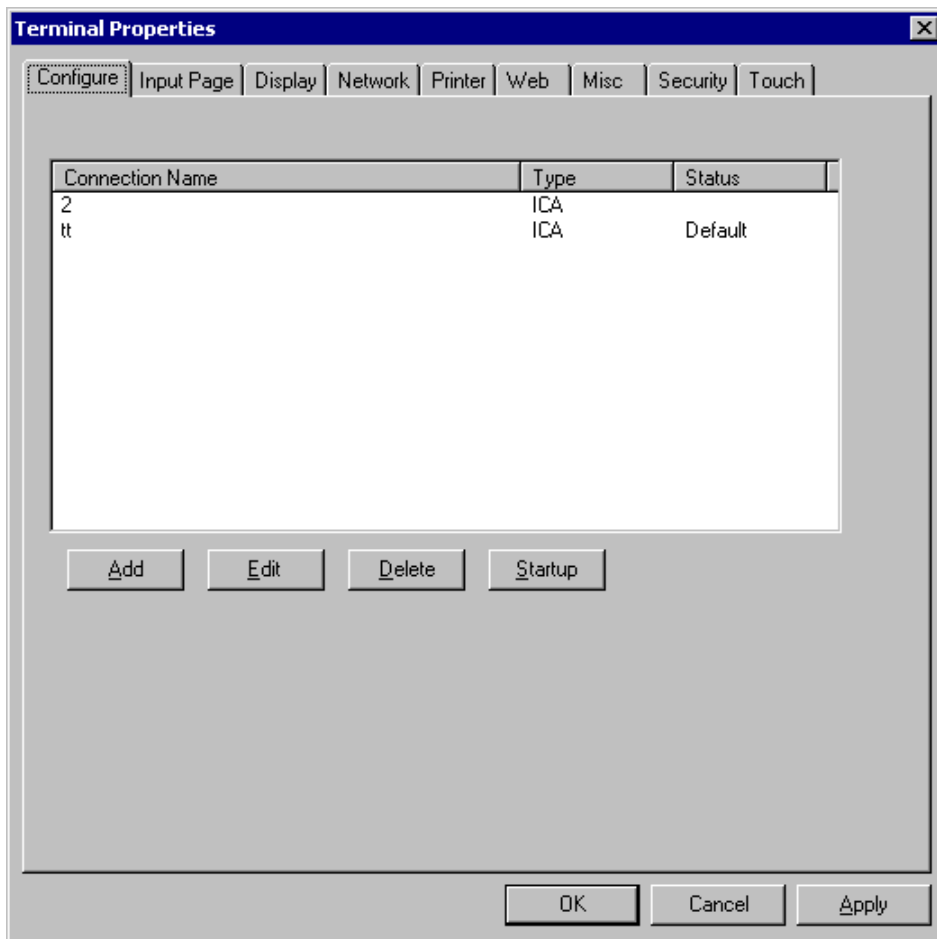 Terminal Properties
Configure Input Page Display Network Printer Web Misc Security Touch
Connection Name Type Status
2 ICA
tt ICA Default
Add Edit Delete Startup
OK Cancel Apply